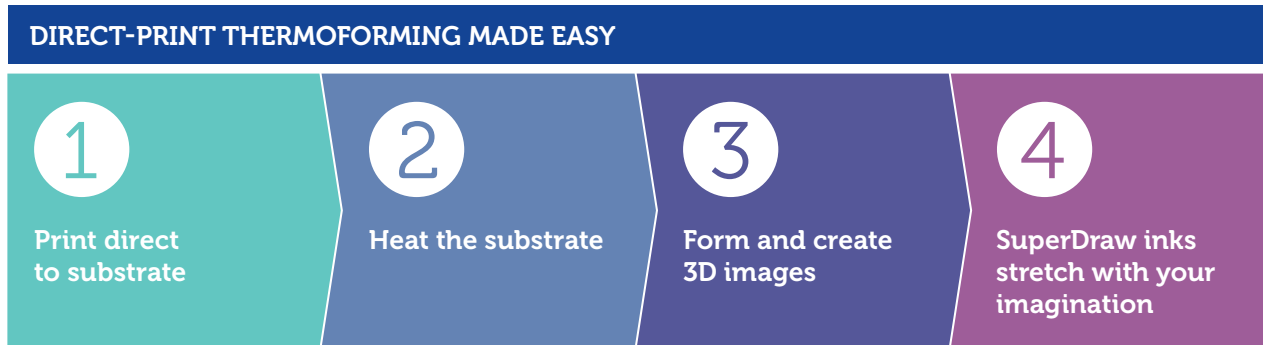 DIRECT-PRINT THERMOFORMING MADE EASY
1
Print direct
to substrate
2
Heat the substrate
3
Form and create
3D images
4
SuperDraw inks
stretch with your
imagination